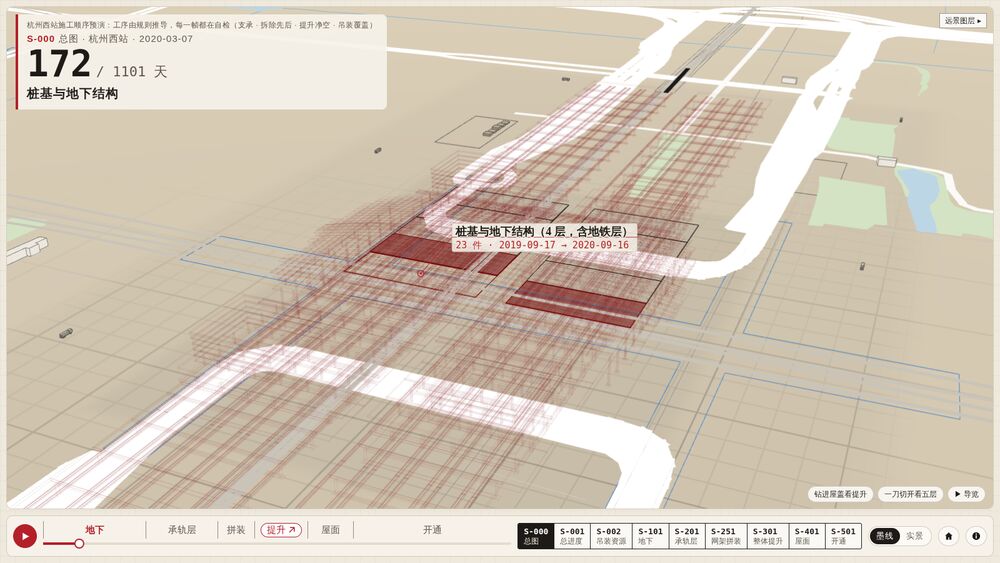 杭州西站施工顺序预演：工序由规则推导，每一帧都在自检（支承 · 拆除先后 · 提升净空 · 吊装覆盖）
S-000 总图 · 杭州西站 · 2020-03-07
172 / 1101 天
桩基与地下结构
远景图层 ▸
桩基与地下结构（4 层，含地铁层）
23 件 · 2019-09-17 → 2020-09-16
钻进屋盖看提升
一刀切开看五层
▶ 导览
地下
承轨层
拼装
提升 ↗
屋面
开通
S-000
总图
S-001
总进度
S-002
吊装资源
S-101
地下
S-201
承轨层
S-251
网架拼装
S-301
整体提升
S-401
屋面
S-501
开通
墨线
实景